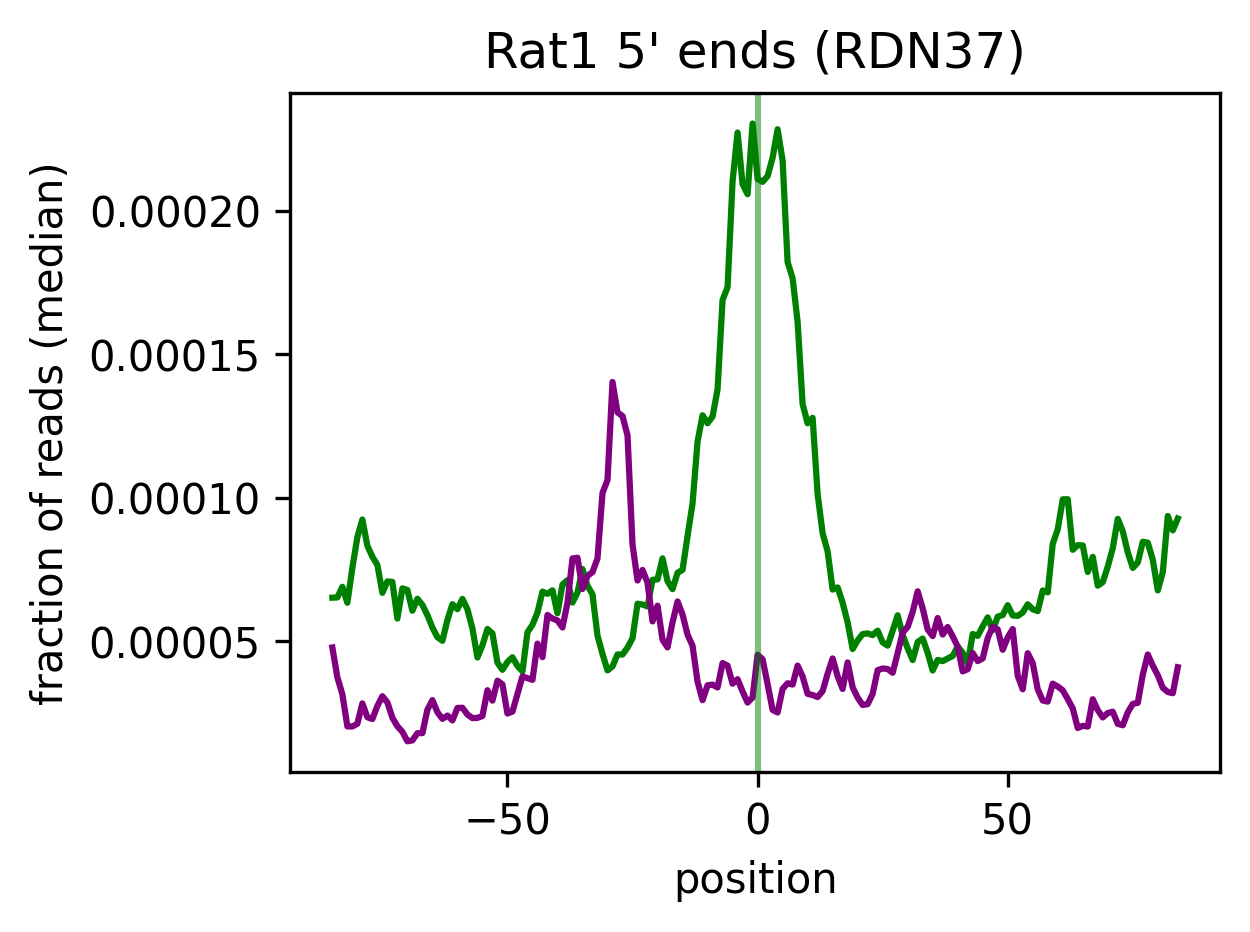 Rat1 5' ends (RDN37)
fraction of reads (median)
0.00020
0.00015
0.00010
0.00005
−50
0
50
position